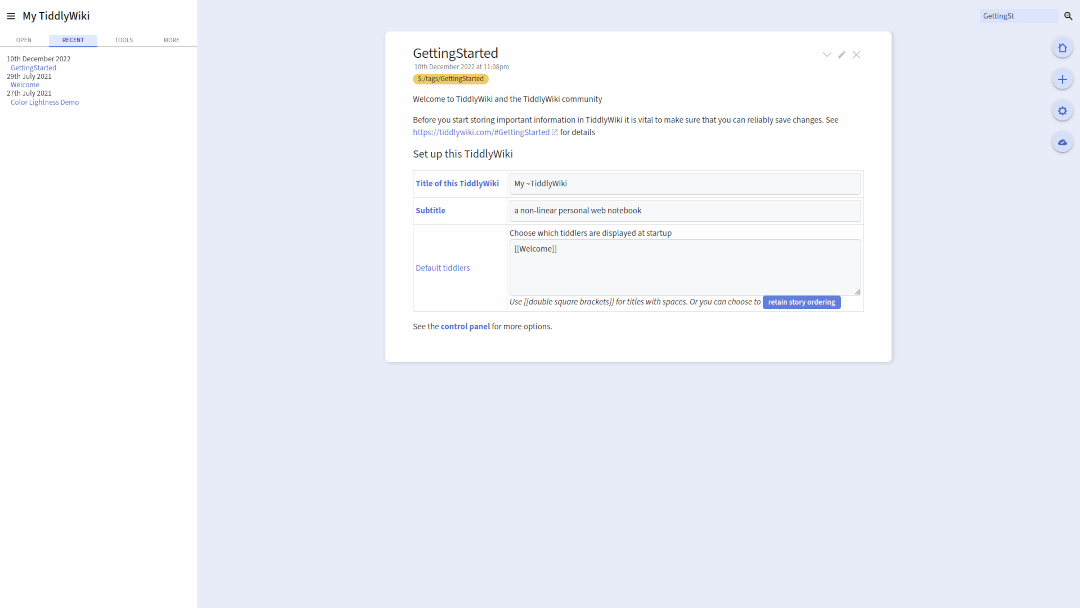 My TiddlyWiki
GettingSt
OPEN RECENT TOOLS MORE
10th December 2022
GettingStarted
29th July 2021
Welcome
27th July 2021
Color Lightness Demo
GettingStarted
10th December 2022 at 11:08pm
$:/tags/GettingStarted
Welcome to TiddlyWiki and the TiddlyWiki community
Before you start storing important information in TiddlyWiki it is vital to make sure that you can reliably save changes. See
https://tiddlywiki.com/#GettingStarted for details
Set up this TiddlyWiki
Title of this TiddlyWiki My ~TiddlyWiki
Subtitle a non-linear personal web notebook
Choose which tiddlers are displayed at startup
[[Welcome]]
Default tiddlers
Use [[double square brackets]] for titles with spaces. Or you can choose to retain story ordering
See the control panel for more options.